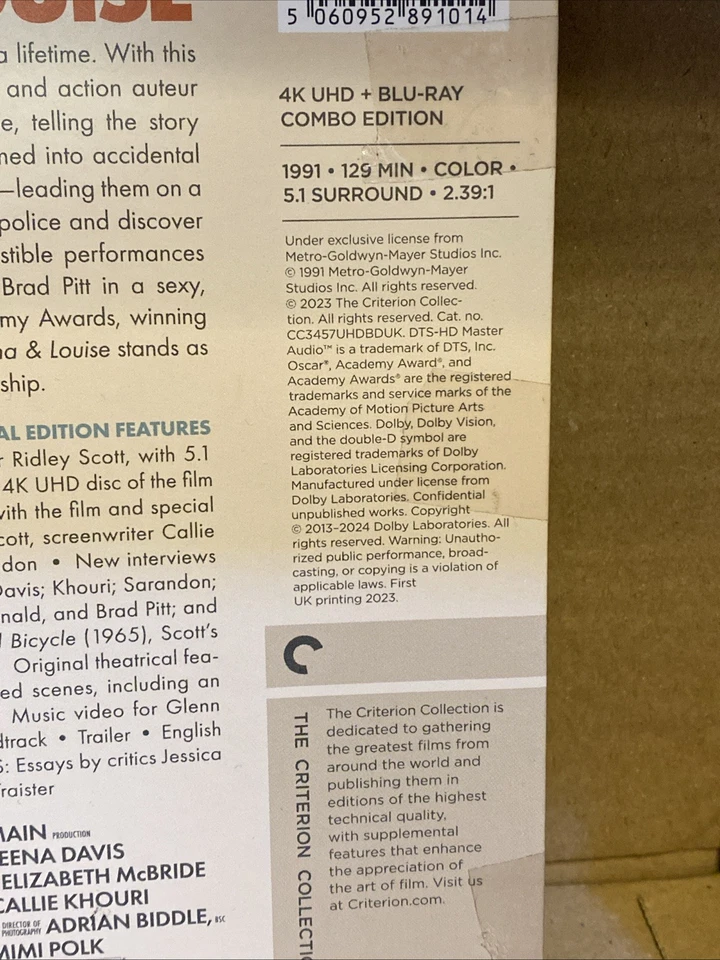 OUISE
a lifetime. With this
and action auteur
e, telling the story
ned into accidental
—leading them on a
police and discover
stible performances
Brad Pitt in a sexy,
my Awards, winning
a & Louise stands as
ship.
AL EDITION FEATURES
r Ridley Scott, with 5.1
4K UHD disc of the film
with the film and special
cott, screenwriter Callie
don • New interviews
Davis; Khouri; Sarandon;
nald, and Brad Pitt; and
l Bicycle (1965), Scott's
Original theatrical fea-
ed scenes, including an
Music video for Glenn
dtrack • Trailer • English
S: Essays by critics Jessica
raister
MAIN PRODUCTION
EENA DAVIS
ELIZABETH McBRIDE
CALLIE KHOURI
DIRECTOR OF PHOTOGRAPHY ADRIAN BIDDLE, BSC
MIMI POLK
5 060952 891014
4K UHD + BLU-RAY
COMBO EDITION
1991 • 129 MIN • COLOR •
5.1 SURROUND • 2.39:1
Under exclusive license from
Metro-Goldwyn-Mayer Studios Inc.
© 1991 Metro-Goldwyn-Mayer
Studios Inc. All rights reserved.
© 2023 The Criterion Collec-
tion. All rights reserved. Cat. no.
CC3457UHDBDUK. DTS-HD Master
Audio™ is a trademark of DTS, Inc.
Oscar®, Academy Award®, and
Academy Awards® are the registered
trademarks and service marks of the
Academy of Motion Picture Arts
and Sciences. Dolby, Dolby Vision,
and the double-D symbol are
registered trademarks of Dolby
Laboratories Licensing Corporation.
Manufactured under license from
Dolby Laboratories. Confidential
unpublished works. Copyright
© 2013–2024 Dolby Laboratories. All
rights reserved. Warning: Unautho-
rized public performance, broad-
casting, or copying is a violation of
applicable laws. First
UK printing 2023.
THE CRITERION COLLECTIO
The Criterion Collection is
dedicated to gathering
the greatest films from
around the world and
publishing them in
editions of the highest
technical quality,
with supplemental
features that enhance
the appreciation of
the art of film. Visit us
at Criterion.com.